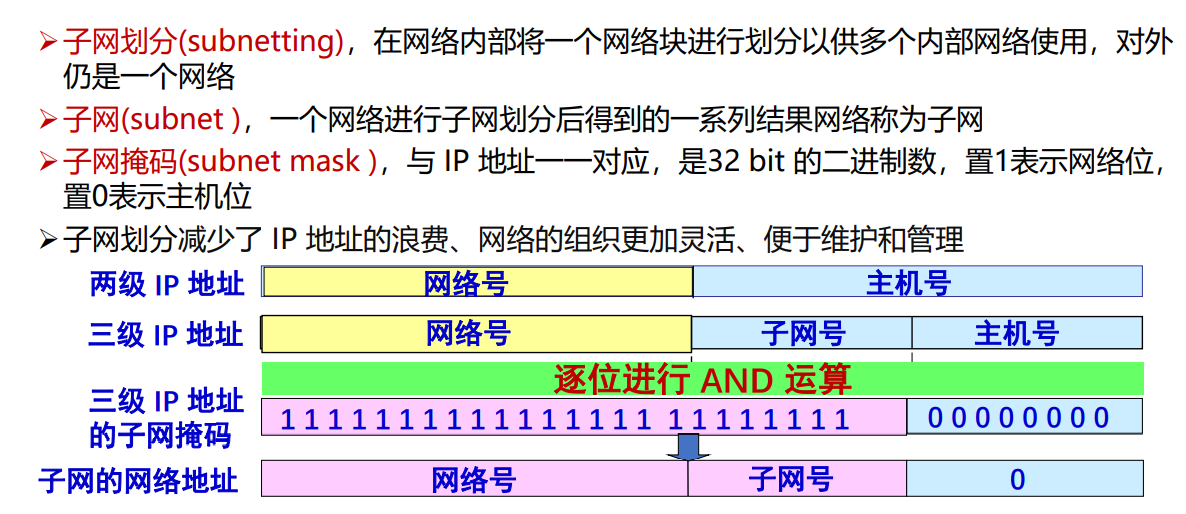 ➢子网划分(subnetting)，在网络内部将一个网络块进行划分以供多个内部网络使用，对外
仍是一个网络
➢子网(subnet )，一个网络进行子网划分后得到的一系列结果网络称为子网
➢子网掩码(subnet mask )，与 IP 地址一一对应，是32 bit 的二进制数，置1表示网络位，
置0表示主机位
➢子网划分减少了 IP 地址的浪费、网络的组织更加灵活、便于维护和管理
两级 IP 地址 网络号 主机号
三级 IP 地址 网络号 子网号 主机号
逐位进行 AND 运算
三级 IP 地址
的子网掩码
1 1 1 1 1 1 1 1 1 1 1 1 1 1 1 1 1 1 1 1 1 1 1 1 0 0 0 0 0 0 0 0
子网的网络地址 网络号 子网号 0